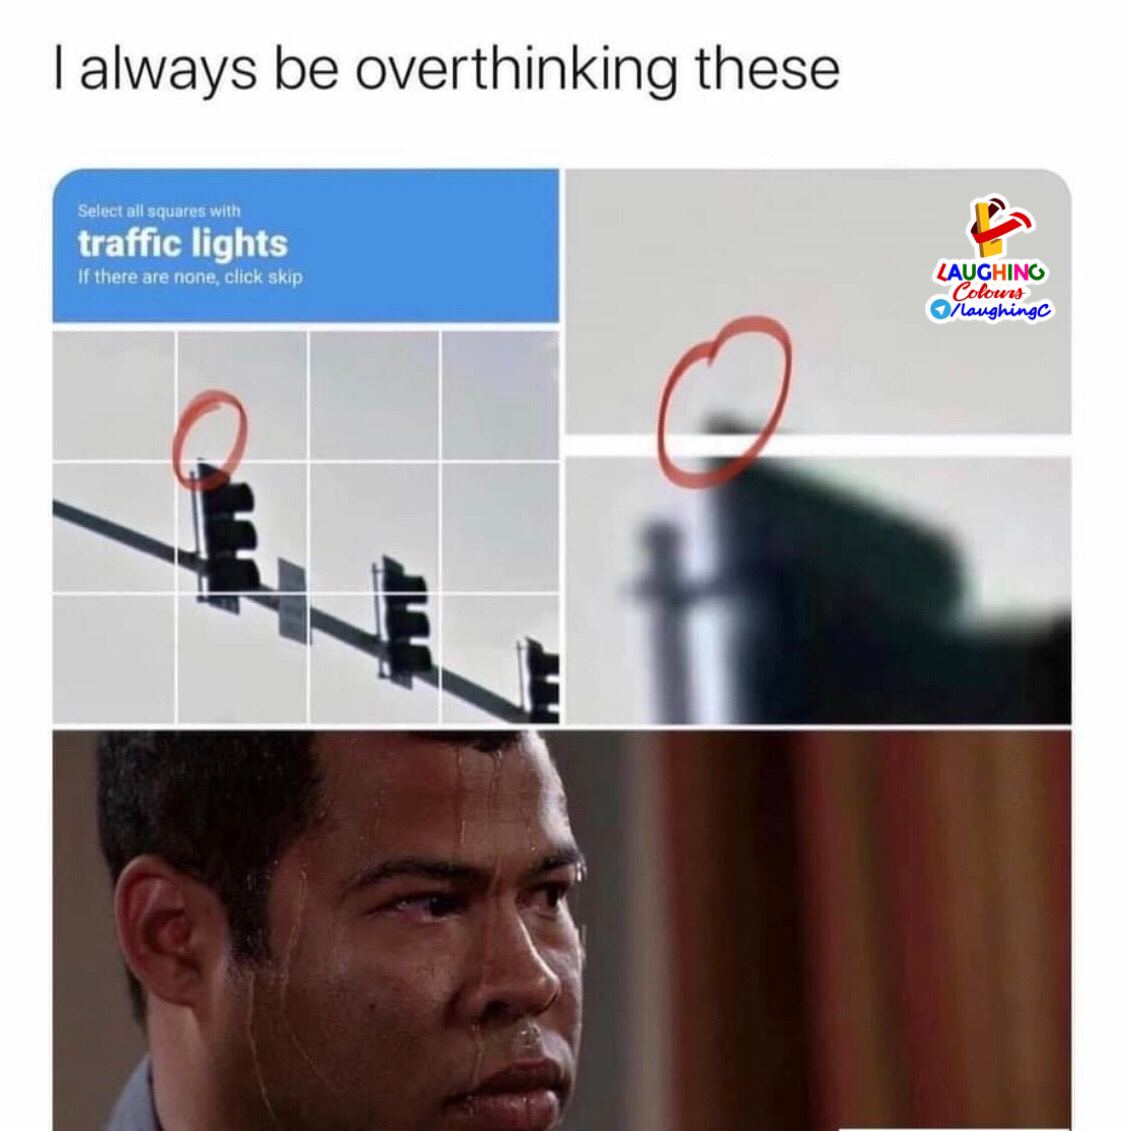 I always be overthinking these
Select all squares with
traffic lights
If there are none, click skip
LAUGHING
Colours
/laughingC